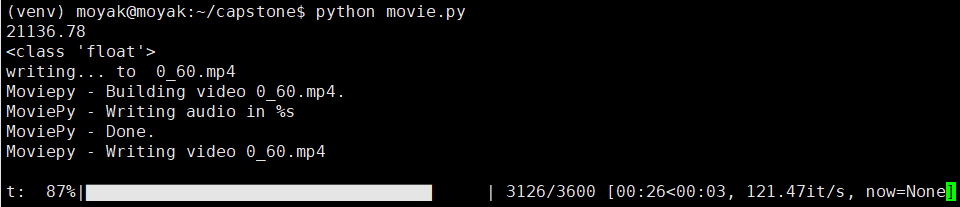 (venv) moyak@moyak:~/capstone$ python movie.py
21136.78
<class 'float'>
writing... to  0_60.mp4
Moviepy - Building video 0_60.mp4.
MoviePy - Writing audio in %s
MoviePy - Done.
Moviepy - Writing video 0_60.mp4
t:  87%|██████████████████████████████████▋     | 3126/3600 [00:26<00:03, 121.47it/s, now=None]